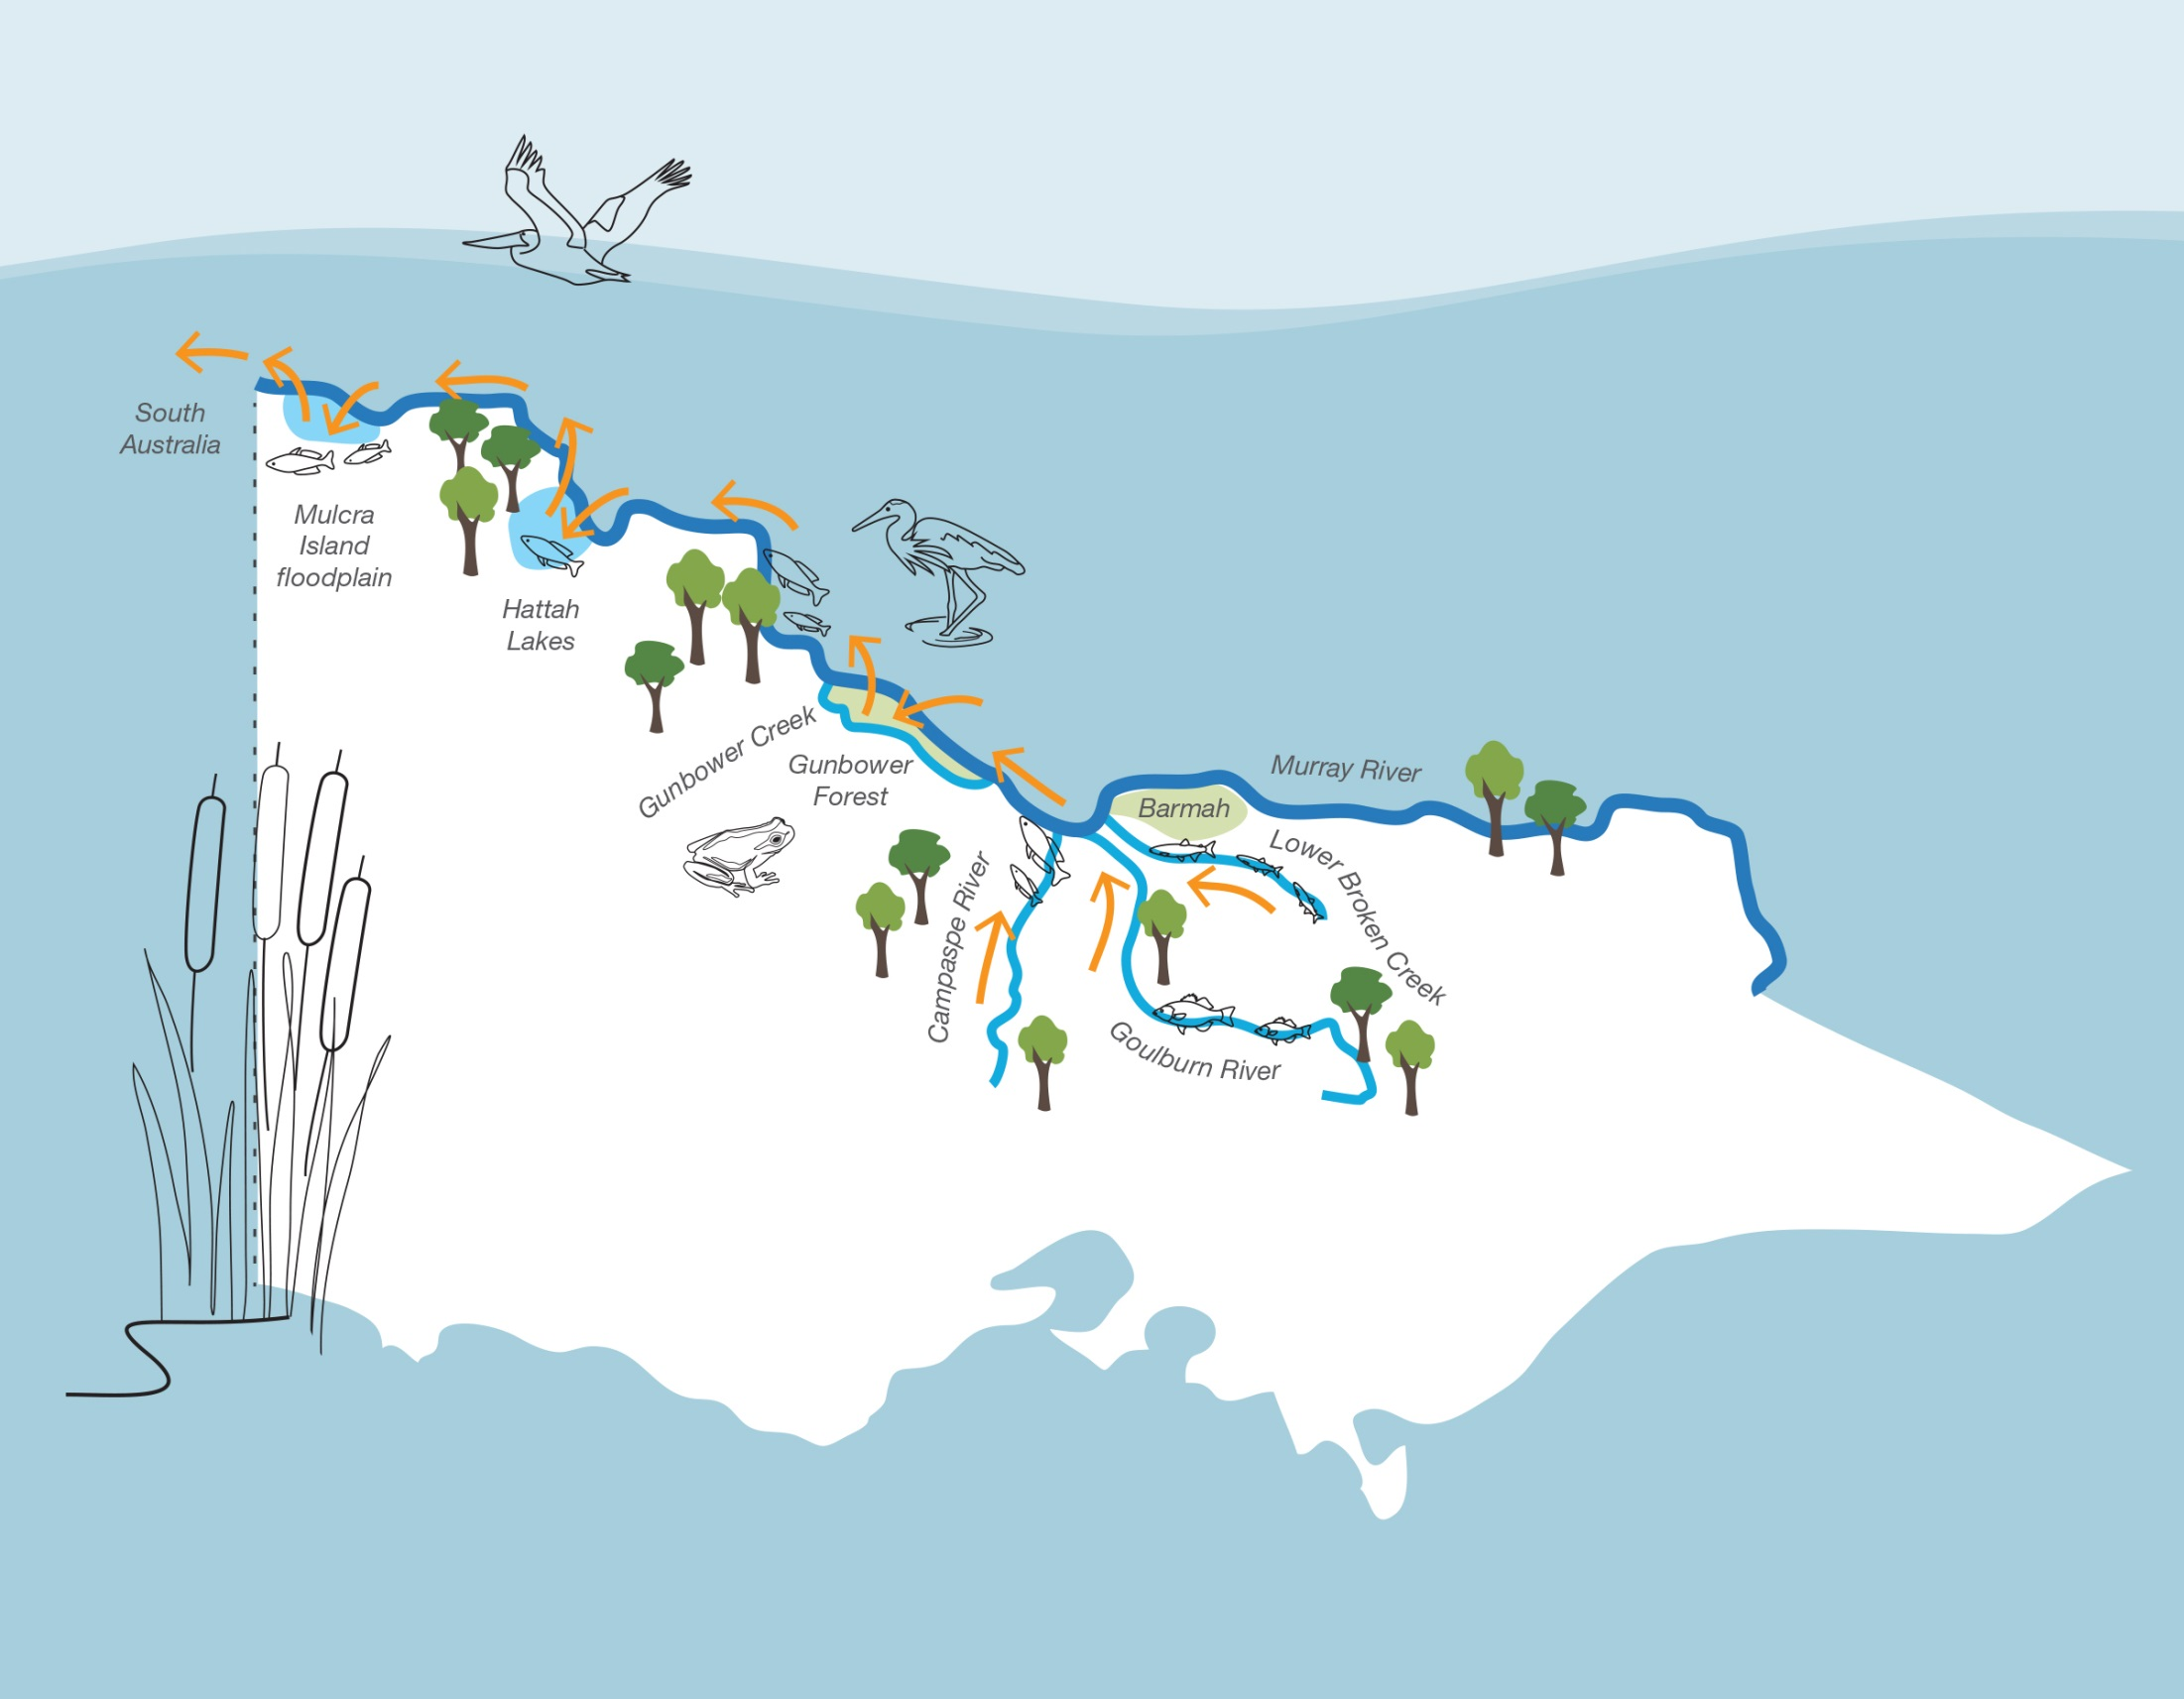 South
Australia
Mulcra
Island
floodplain
Hattah
Lakes
Gunbower Creek
Gunbower
Forest
Murray River
Barmah
Lower Broken Creek
Campaspe River
Goulburn River